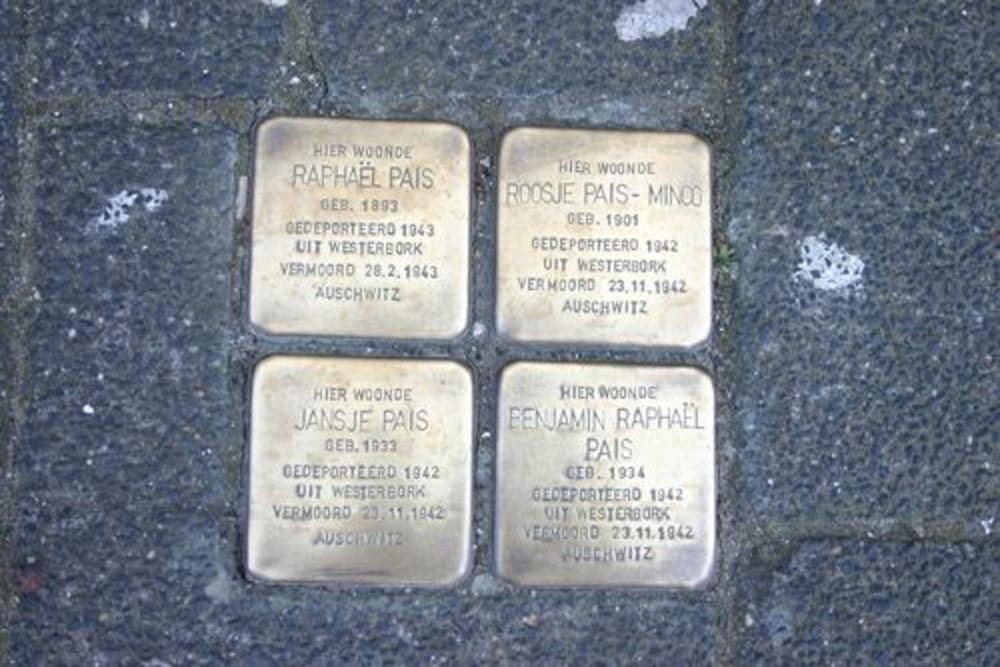 HIER WOONDE
RAPHAËL PAIS
GEB. 1893
GEDEPORTEERD 1943
UIT WESTERBORK
VERMOORD 28.2.1943
AUSCHWITZ
HIER WOONDE
ROOSJE PAIS-MINCO
GEB. 1901
GEDEPORTEERD 1942
UIT WESTERBORK
VERMOORD 23.11.1942
AUSCHWITZ
HIER WOONDE
JANSJE PAIS
GEB. 1933
GEDEPORTEERD 1942
UIT WESTERBORK
VERMOORD 23.11.1942
AUSCHWITZ
HIER WOONDE
BENJAMIN RAPHAËL
PAIS
GEB. 1934
GEDEPORTEERD 1942
UIT WESTERBORK
VERMOORD 23.11.1942
AUSCHWITZ